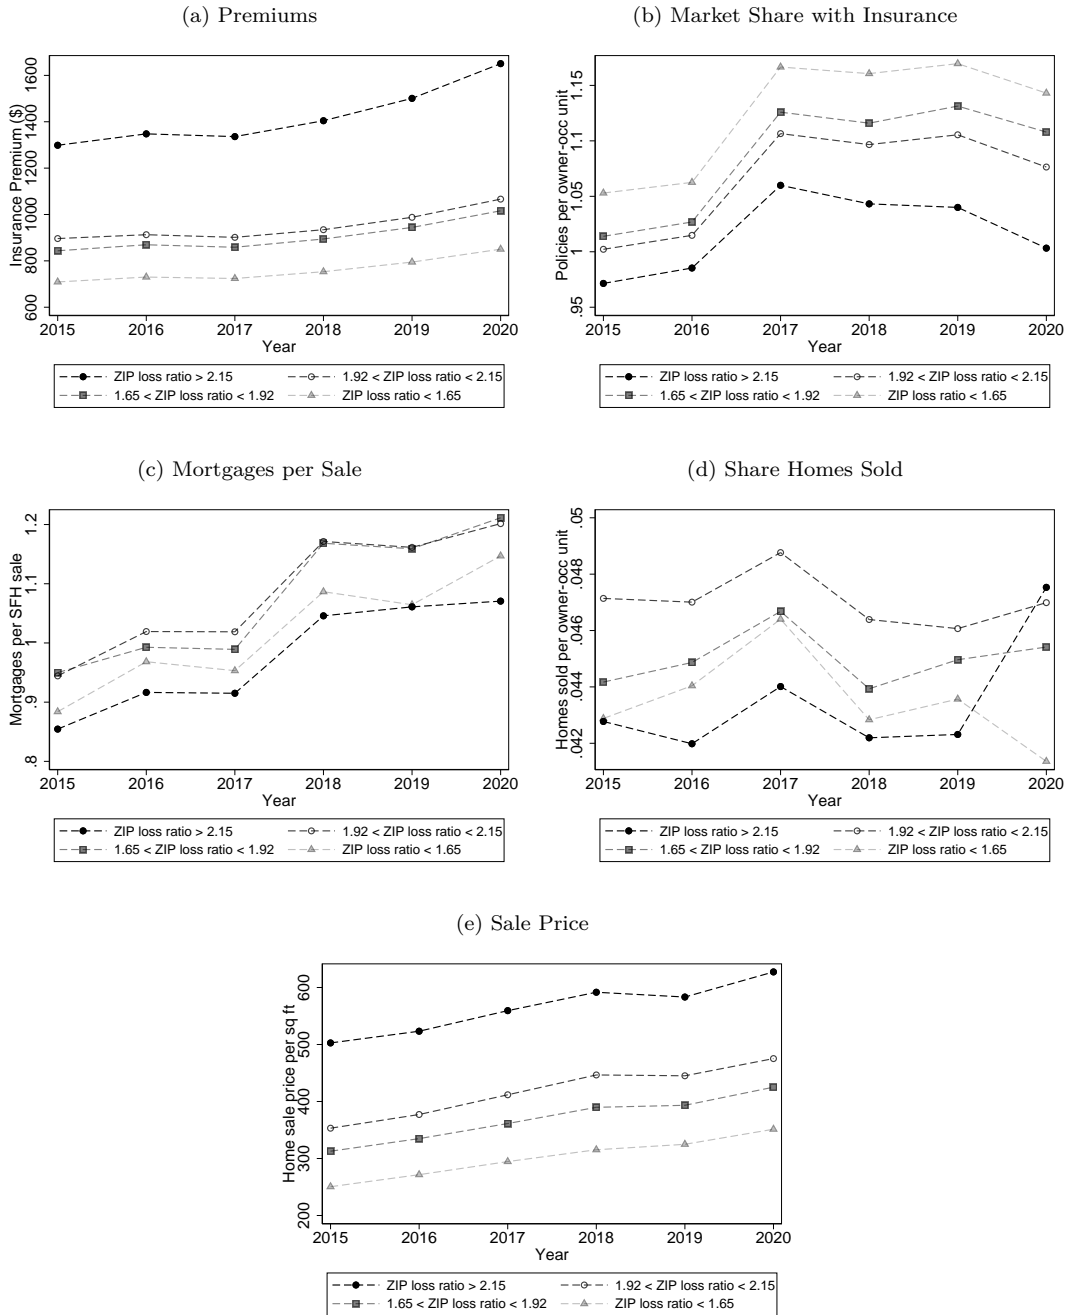 (a) Premiums
Insurance Premium ($)
600 800 1000 1200 1400 1600
2015 2016 2017 2018 2019 2020
Year
ZIP loss ratio > 2.15 1.92 < ZIP loss ratio < 2.15
1.65 < ZIP loss ratio < 1.92 ZIP loss ratio < 1.65
(b) Market Share with Insurance
Policies per owner-occ unit
.95 1 1.05 1.1 1.15
2015 2016 2017 2018 2019 2020
Year
ZIP loss ratio > 2.15 1.92 < ZIP loss ratio < 2.15
1.65 < ZIP loss ratio < 1.92 ZIP loss ratio < 1.65
(c) Mortgages per Sale
Mortgages per SFH sale
.8 .9 1 1.1 1.2
2015 2016 2017 2018 2019 2020
Year
ZIP loss ratio > 2.15 1.92 < ZIP loss ratio < 2.15
1.65 < ZIP loss ratio < 1.92 ZIP loss ratio < 1.65
(d) Share Homes Sold
Homes sold per owner-occ unit
.042 .044 .046 .048 .05
2015 2016 2017 2018 2019 2020
Year
ZIP loss ratio > 2.15 1.92 < ZIP loss ratio < 2.15
1.65 < ZIP loss ratio < 1.92 ZIP loss ratio < 1.65
(e) Sale Price
Home sale price per sq ft
200 300 400 500 600
2015 2016 2017 2018 2019 2020
Year
ZIP loss ratio > 2.15 1.92 < ZIP loss ratio < 2.15
1.65 < ZIP loss ratio < 1.92 ZIP loss ratio < 1.65